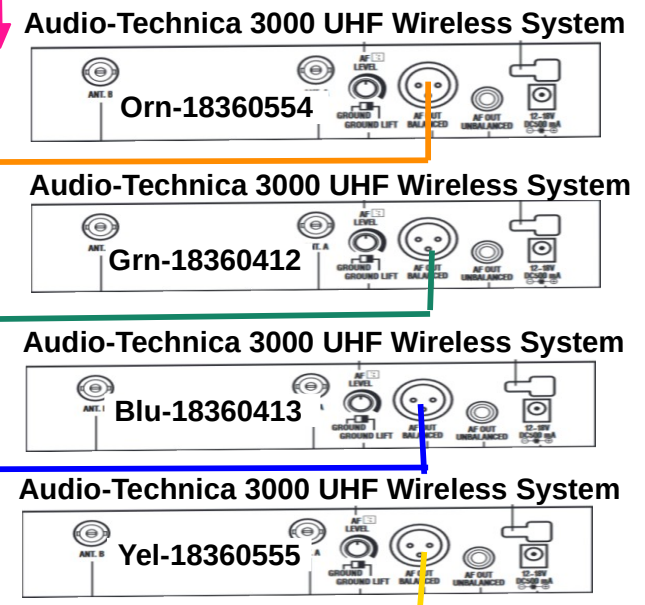 Audio-Technica 3000 UHF Wireless System
AF
LEVEL
ANT. B
Orn-18360554
GROUND
GROUND LIFT
AF OUT
BALANCED
AF OUT
UNBALANCED
12-18V
DC500 mA
Audio-Technica 3000 UHF Wireless System
AF
LEVEL
ANT.
Grn-18360412
A
GROUND
GROUND LIFT
AF OUT
BALANCED
AF OUT
UNBALANCED
12-18V
DC500 mA
Audio-Technica 3000 UHF Wireless System
AF
LEVEL
ANT.
Blu-18360413
GROUND
GROUND LIFT
AF OUT
BALANCED
AF OUT
UNBALANCED
12-18V
DC500 mA
Audio-Technica 3000 UHF Wireless System
AF
LEVEL
ANT. B
Yel-18360555
A
GROUND
GROUND LIFT
AF OUT
BALANCED
AF OUT
UNBALANCED
12-18V
DC500 mA